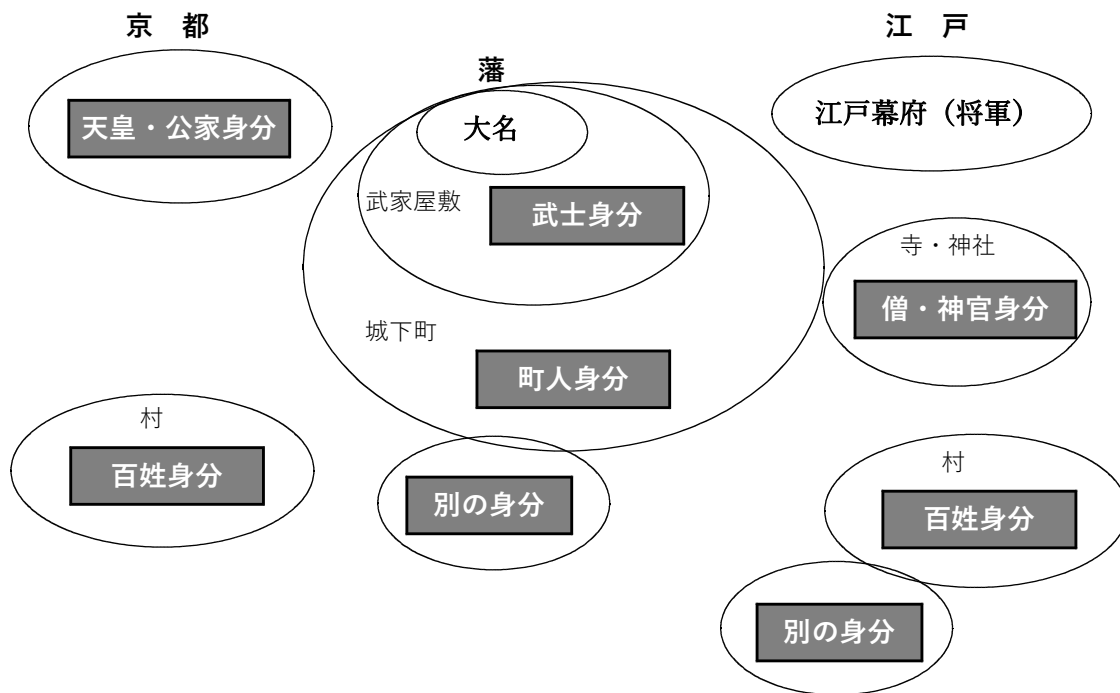 京　都
江　戸
藩
天皇・公家身分
大名
江戸幕府（将軍）
武家屋敷
武士身分
寺・神社
僧・神官身分
城下町
町人身分
村
百姓身分
別の身分
村
百姓身分
別の身分